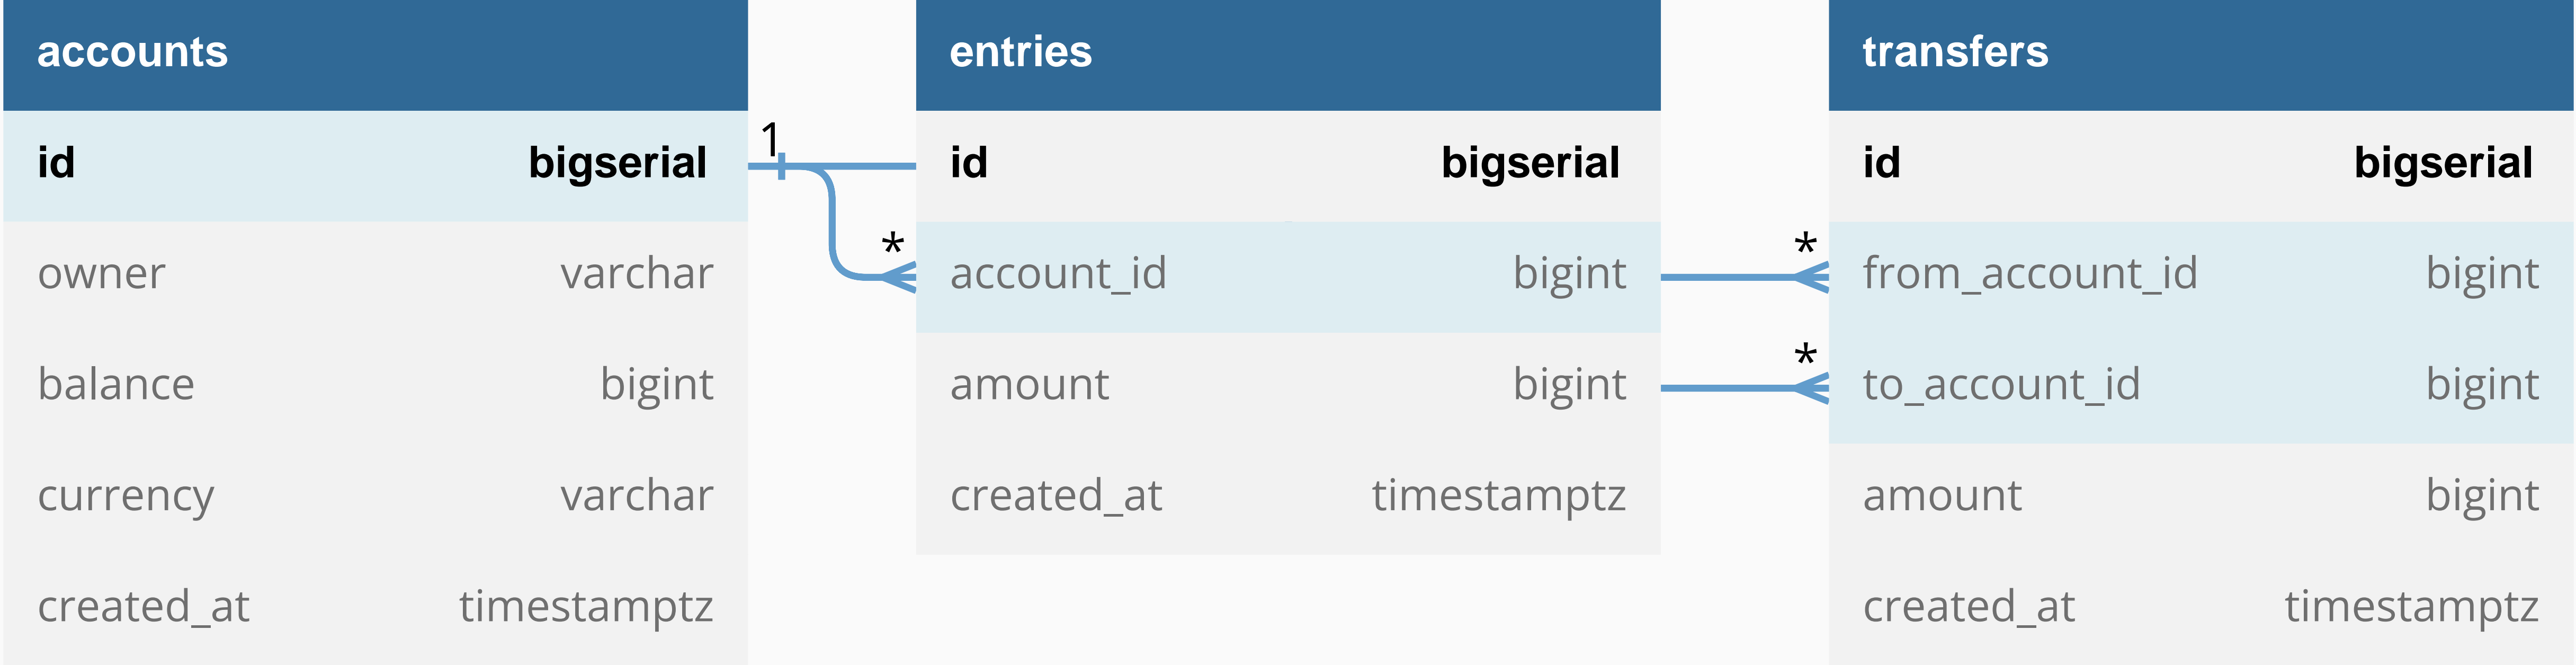 accounts
id bigserial
owner varchar
balance bigint
currency varchar
created_at timestamptz
1
*
entries
id bigserial
account_id bigint
amount bigint
created_at timestamptz
*
*
transfers
id bigserial
from_account_id bigint
to_account_id bigint
amount bigint
created_at timestamptz